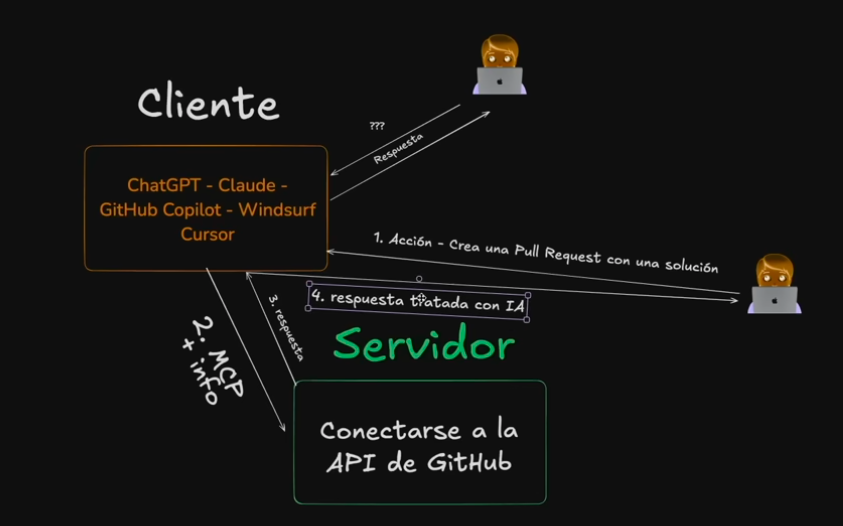 Cliente
???
Respuesta
ChatGPT - Claude -
GitHub Copilot - Windsurf
Cursor
1. Acción - Crea una Pull Request con una solución
4. respuesta tratada con IA
3. respuesta
2. MCP
+ info
Servidor
Conectarse a la
API de GitHub